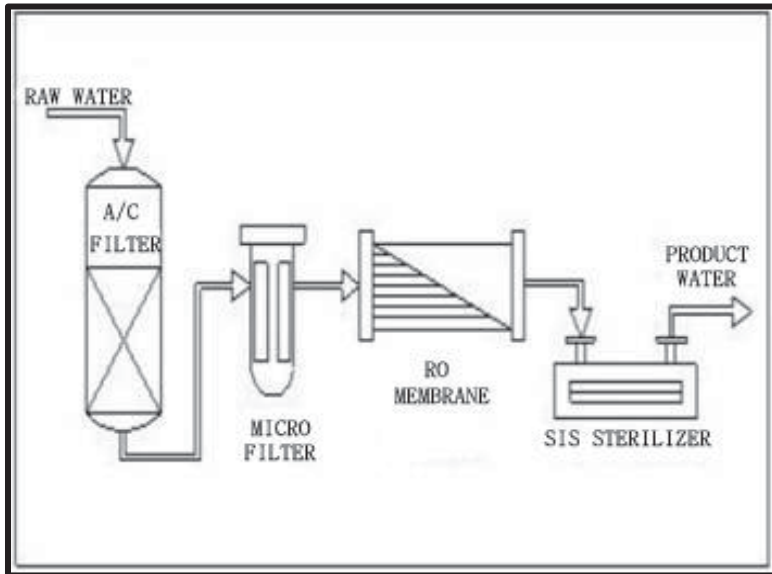 RAW WATER
A/C
FILTER
MICRO
FILTER
RO
MEMBRANE
SIS STERILIZER
PRODUCT
WATER